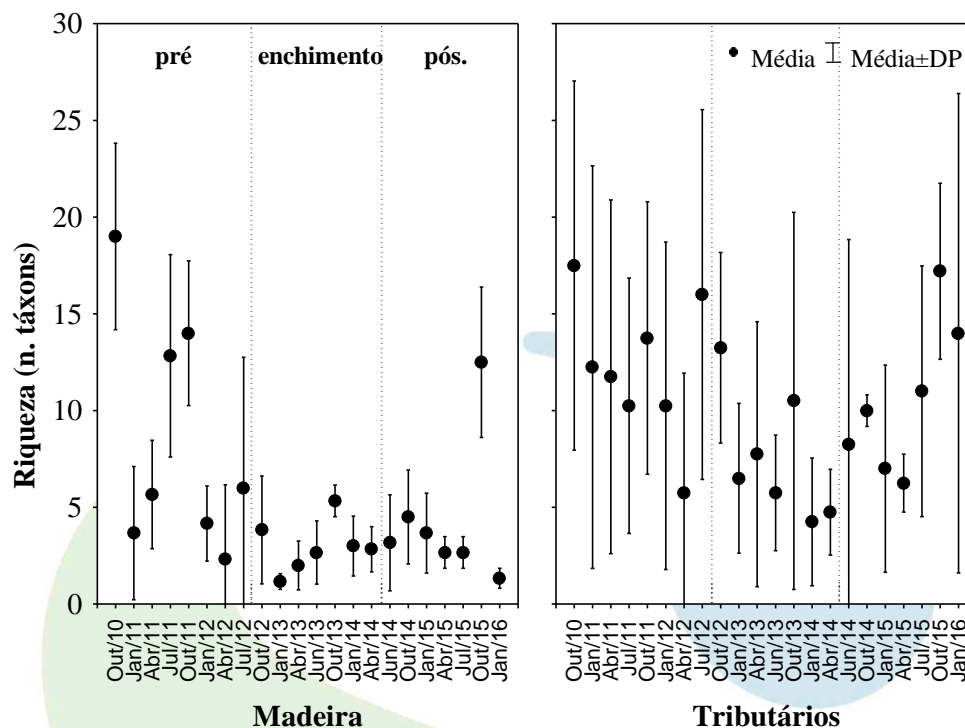 30
25
20
15
10
5
0
Riqueza (n. táxons)
pré enchimento pós.
Média Média±DP
Out/10
Jan/11
Abr/11
Jul/11
Out/11
Jan/12
Abr/12
Jul/12
Out/12
Jan/13
Abr/13
Jun/13
Out/13
Jan/14
Abr/14
Jun/14
Out/14
Jan/15
Abr/15
Jul/15
Out/15
Jan/16
Out/10
Jan/11
Abr/11
Jul/11
Out/11
Jan/12
Abr/12
Jul/12
Out/12
Jan/13
Abr/13
Jun/13
Out/13
Jan/14
Abr/14
Jun/14
Out/14
Jan/15
Abr/15
Jul/15
Out/15
Jan/16
Madeira Tributários